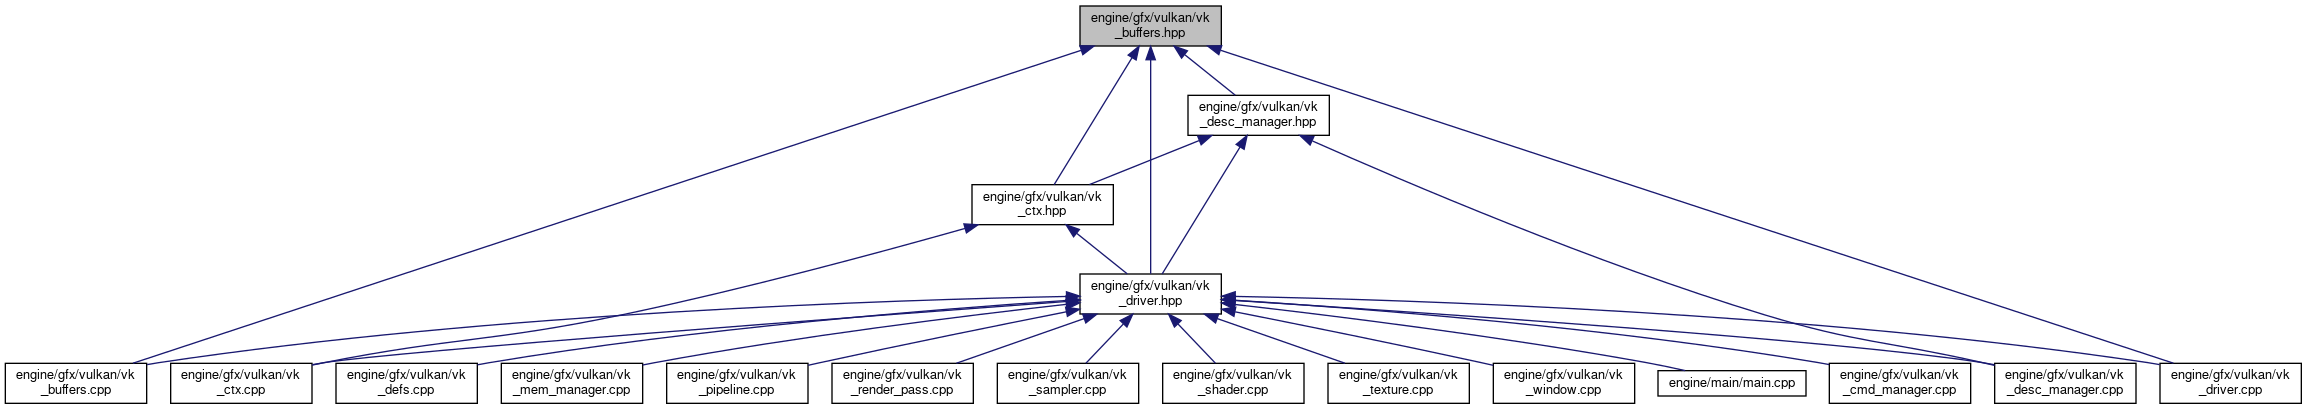 engine/gfx/vulkan/vk
_buffers.hpp
engine/gfx/vulkan/vk
_desc_manager.hpp
engine/gfx/vulkan/vk
_ctx.hpp
engine/gfx/vulkan/vk
_driver.hpp
engine/gfx/vulkan/vk
_buffers.cpp
engine/gfx/vulkan/vk
_ctx.cpp
engine/gfx/vulkan/vk
_defs.cpp
engine/gfx/vulkan/vk
_mem_manager.cpp
engine/gfx/vulkan/vk
_pipeline.cpp
engine/gfx/vulkan/vk
_render_pass.cpp
engine/gfx/vulkan/vk
_sampler.cpp
engine/gfx/vulkan/vk
_shader.cpp
engine/gfx/vulkan/vk
_texture.cpp
engine/gfx/vulkan/vk
_window.cpp
engine/main/main.cpp
engine/gfx/vulkan/vk
_cmd_manager.cpp
engine/gfx/vulkan/vk
_desc_manager.cpp
engine/gfx/vulkan/vk
_driver.cpp